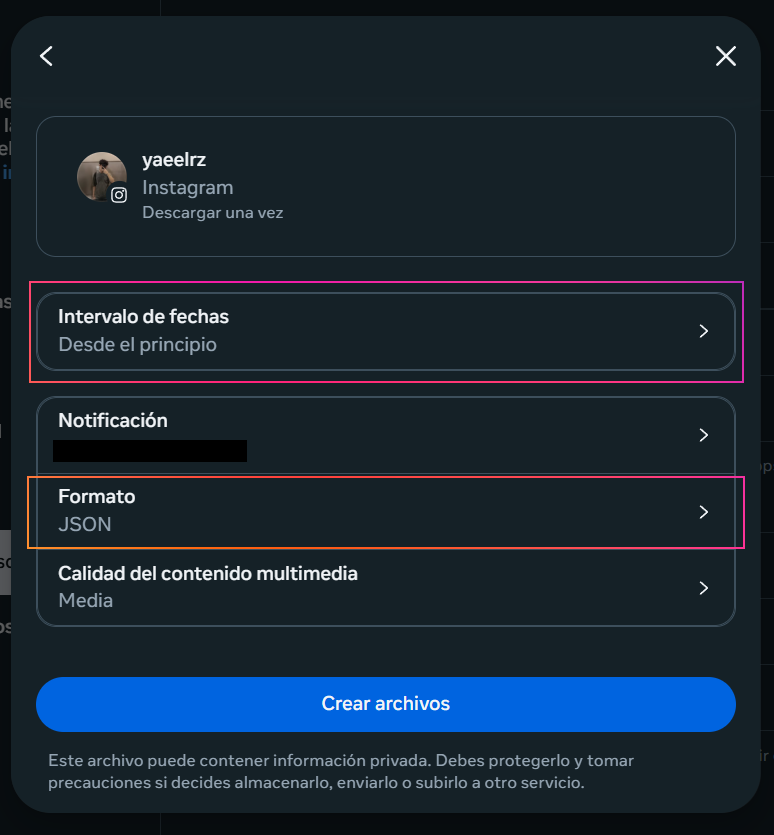 yaeelrz
Instagram
Descargar una vez
Intervalo de fechas
Desde el principio
Notificación
Formato
JSON
Calidad del contenido multimedia
Media
Crear archivos
Este archivo puede contener información privada. Debes protegerlo y tomar
precauciones si decides almacenarlo, enviarlo o subirlo a otro servicio.